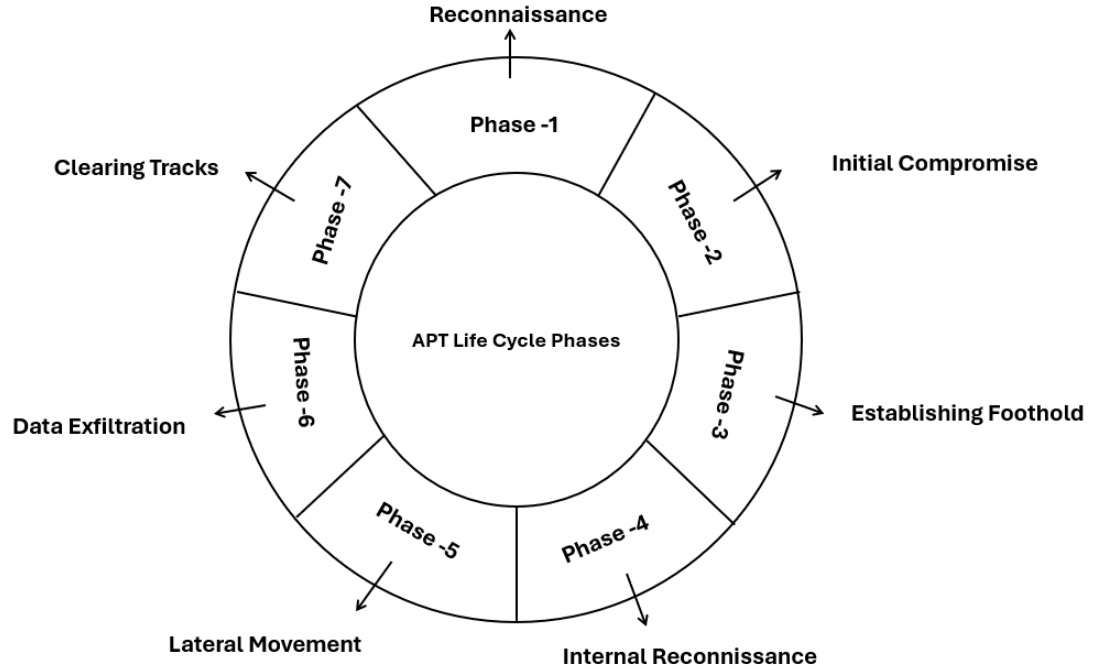 Reconnaissance
Phase -1
Initial Compromise
Phase -2
Establishing Foothold
Phase -3
Internal Reconnissance
Phase -4
Lateral Movement
Phase -5
Data Exfiltration
Phase -6
Clearing Tracks
Phase -7
APT Life Cycle Phases